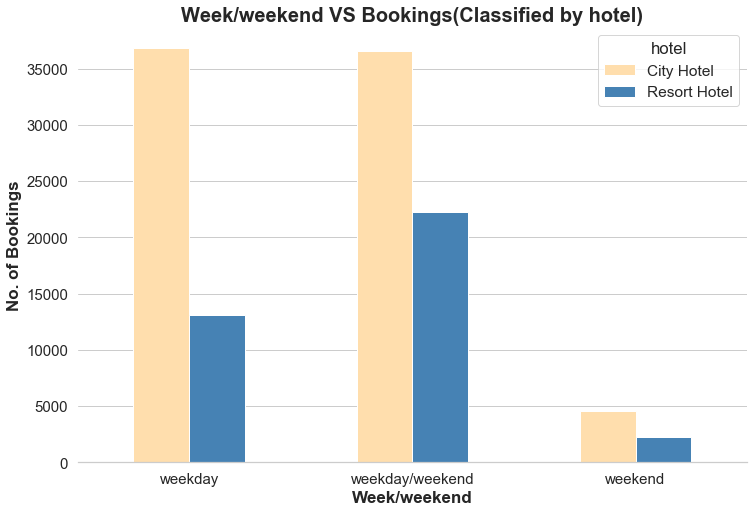 Week/weekend VS Bookings(Classified by hotel)
hotel
City Hotel
Resort Hotel
No. of Bookings
35000
30000
25000
20000
15000
10000
5000
0
weekday
weekday/weekend
weekend
Week/weekend